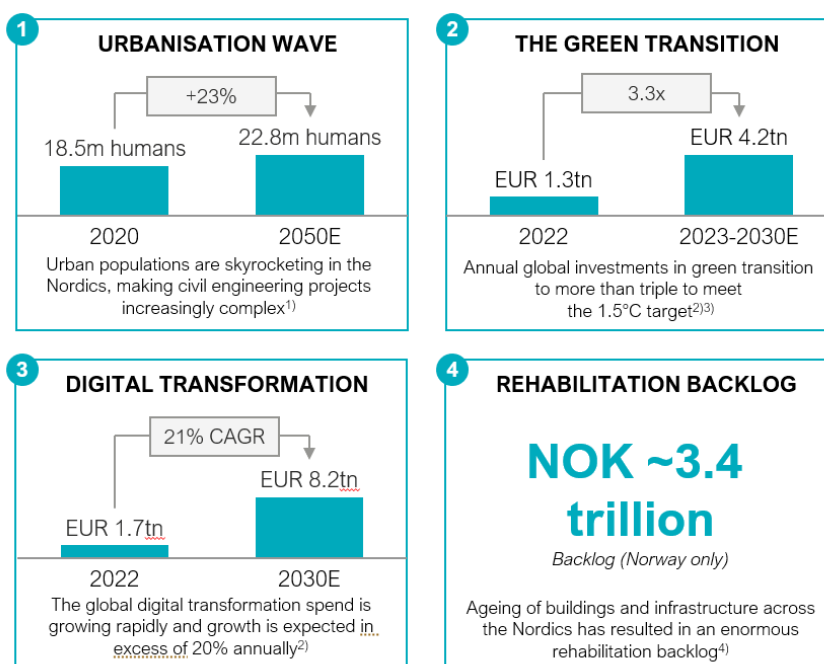 1
URBANISATION WAVE
+23%
18.5m humans
22.8m humans
2020
2050E
Urban populations are skyrocketing in the
Nordics, making civil engineering projects
increasingly complex1)
2
THE GREEN TRANSITION
3.3x
EUR 4.2tn
EUR 1.3tn
2022
2023-2030E
Annual global investments in green transition
to more than triple to meet
the 1.5°C target2)3)
3
DIGITAL TRANSFORMATION
21% CAGR
EUR 8.2tn
EUR 1.7tn
2022
2030E
The global digital transformation spend is
growing rapidly and growth is expected in
excess of 20% annually2)
4
REHABILITATION BACKLOG
NOK ~3.4
trillion
Backlog (Norway only)
Ageing of buildings and infrastructure across
the Nordics has resulted in an enormous
rehabilitation backlog4)